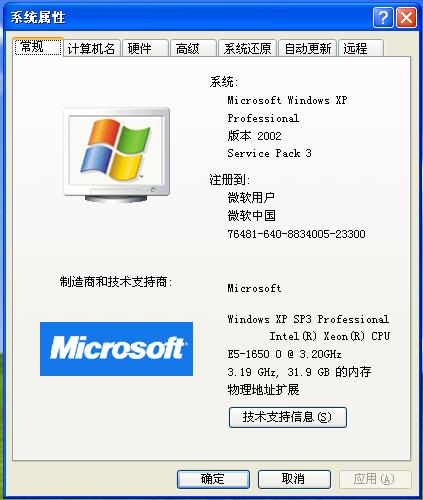 系统属性
常规 计算机名 硬件 高级 系统还原 自动更新 远程
系统:
Microsoft Windows XP
Professional
版本 2002
Service Pack 3
注册到:
微软用户
微软中国
76481-640-8834005-23300
制造商和技术支持商:
Microsoft
Microsoft
Windows XP SP3 Professional
Intel(R) Xeon(R) CPU
E5-1650 0 @ 3.20GHz
3.19 GHz, 31.9 GB 的内存
物理地址扩展
技术支持信息(S)
确定 取消 应用(A)